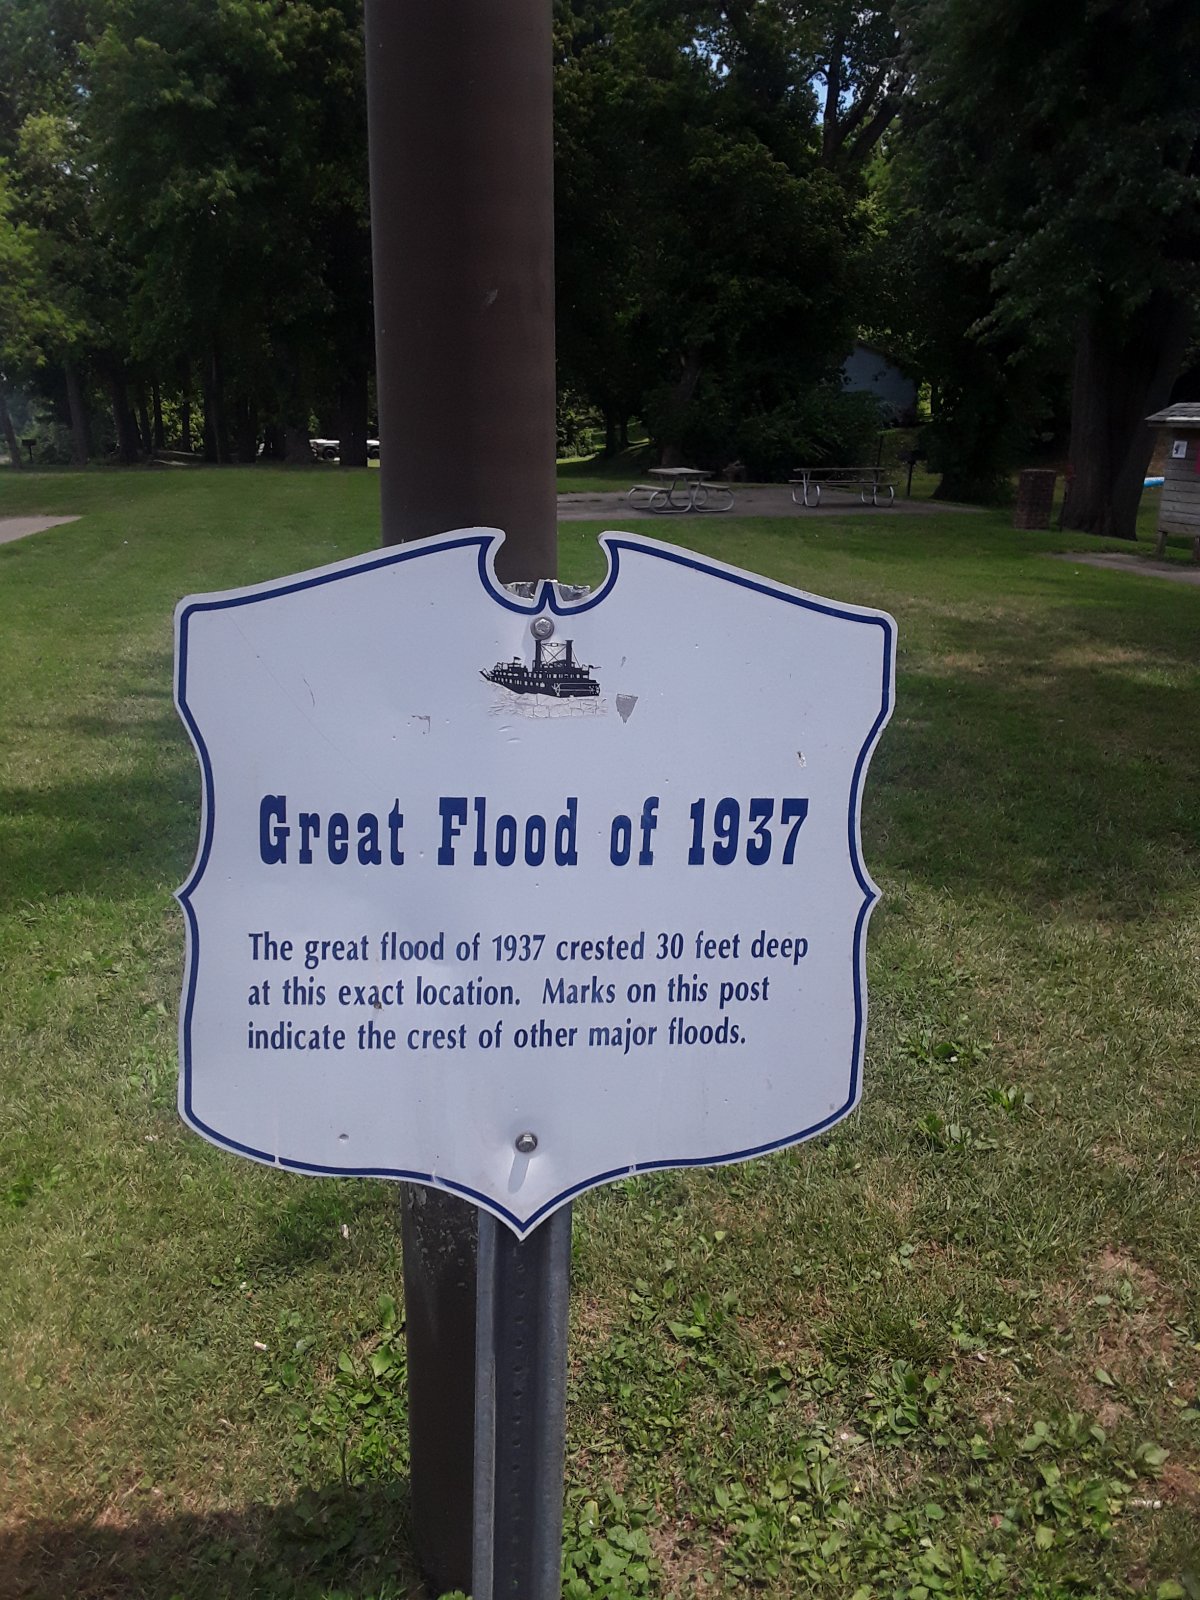 Great Flood of 1937
The great flood of 1937 crested 30 feet deep
at this exact location. Marks on this post
indicate the crest of other major floods.